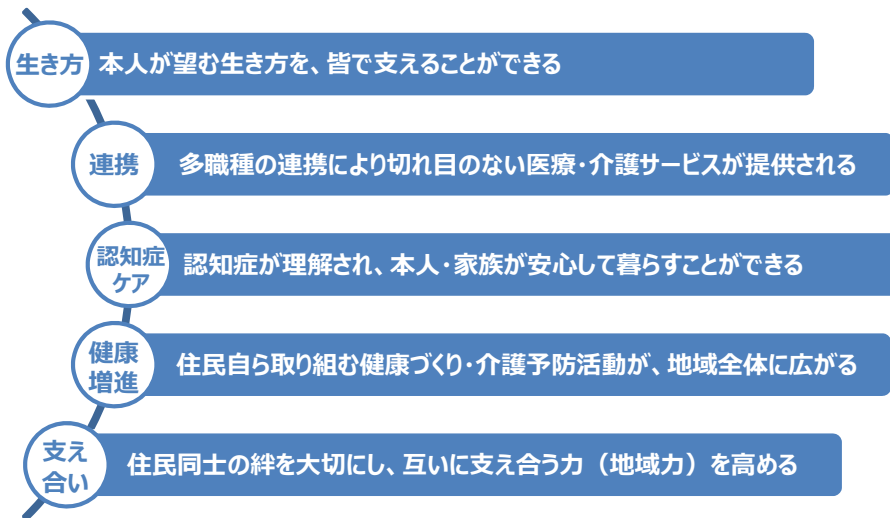 生き方
本人が望む生き方を、皆で支えることができる
連携
多職種の連携により切れ目のない医療・介護サービスが提供される
認知症
ケア
認知症が理解され、本人・家族が安心して暮らすことができる
健康
増進
住民自ら取り組む健康づくり・介護予防活動が、地域全体に広がる
支え
合い
住民同士の絆を大切にし、互いに支え合う力（地域力）を高める